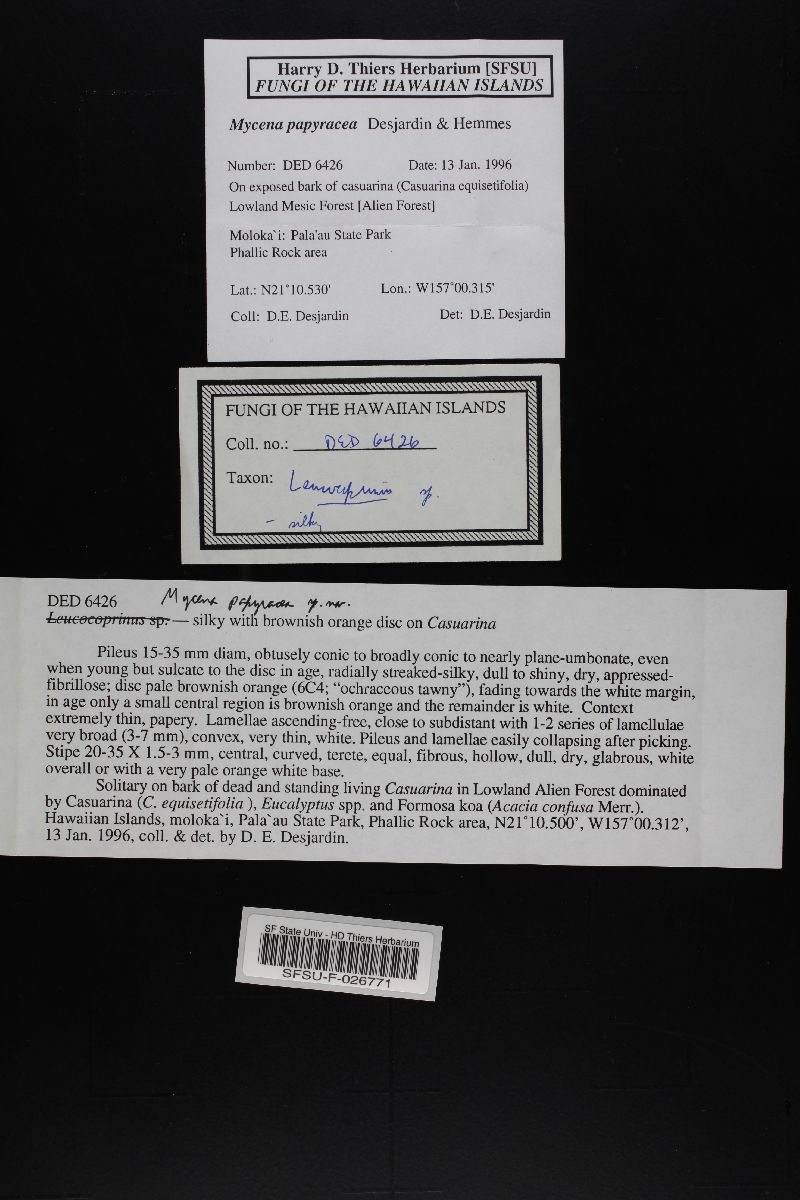 Harry D. Thiers Herbarium [SFSU]
FUNGI OF THE HAWAIIAN ISLANDS
Mycena papyracea Desjardin & Hemmes
Number: DED 6426 Date: 13 Jan. 1996
On exposed bark of casuarina (Casuarina equisetifolia)
Lowland Mesic Forest [Alien Forest]
Moloka`i: Pala'au State Park
Phallic Rock area
Lat.: N21°10.530' Lon.: W157°00.315'
Coll: D.E. Desjardin Det: D.E. Desjardin
FUNGI OF THE HAWAIIAN ISLANDS
Coll. no.: DED 6426
Taxon: Leucocoprinus sp.
- silky
DED 6426 Mycena papyracea sp. nov.
Leucocoprinus sp. — silky with brownish orange disc on Casuarina
Pileus 15-35 mm diam, obtusely conic to broadly conic to nearly plane-umbonate, even
when young but sulcate to the disc in age, radially streaked-silky, dull to shiny, dry, appressed-
fibrillose; disc pale brownish orange (6C4; "ochraceous tawny"), fading towards the white margin,
in age only a small central region is brownish orange and the remainder is white. Context
extremely thin, papery. Lamellae ascending-free, close to subdistant with 1-2 series of lamellulae
very broad (3-7 mm), convex, very thin, white. Pileus and lamellae easily collapsing after picking.
Stipe 20-35 X 1.5-3 mm, central, curved, terete, equal, fibrous, hollow, dull, dry, glabrous, white
overall or with a very pale orange white base.
Solitary on bark of dead and standing living Casuarina in Lowland Alien Forest dominated
by Casuarina (C. equisetifolia ), Eucalyptus spp. and Formosa koa (Acacia confusa Merr.).
Hawaiian Islands, moloka`i, Pala`au State Park, Phallic Rock area, N21°10.500', W157°00.312',
13 Jan. 1996, coll. & det. by D. E. Desjardin.
SF State Univ - HD Thiers Herbarium
SFSU-F-026771